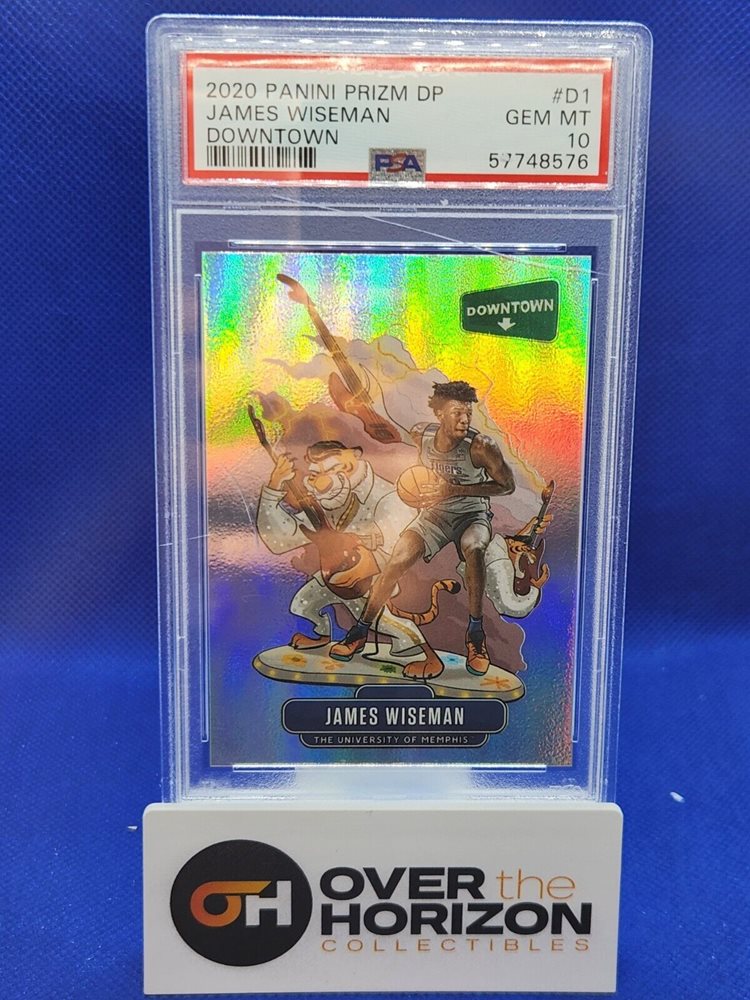 2020 PANINI PRIZM DP #D1
JAMES WISEMAN GEM MT
DOWNTOWN 10
PSA 57748576
DOWNTOWN
Tigers
JAMES WISEMAN
THE UNIVERSITY OF MEMPHIS
OH OVER the
HORIZON
COLLECTIBLES